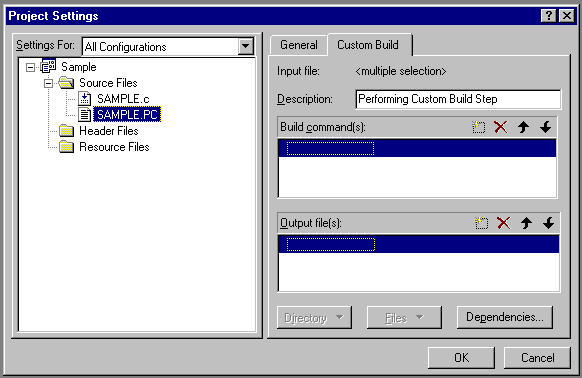 Project Settings
Settings For: All Configurations
Sample
Source Files
SAMPLE.c
SAMPLE.PC
Header Files
Resource Files
General Custom Build
Input file: <multiple selection>
Description: Performing Custom Build Step
Build command(s):
Output file(s):
Directory Files Dependencies...
OK Cancel